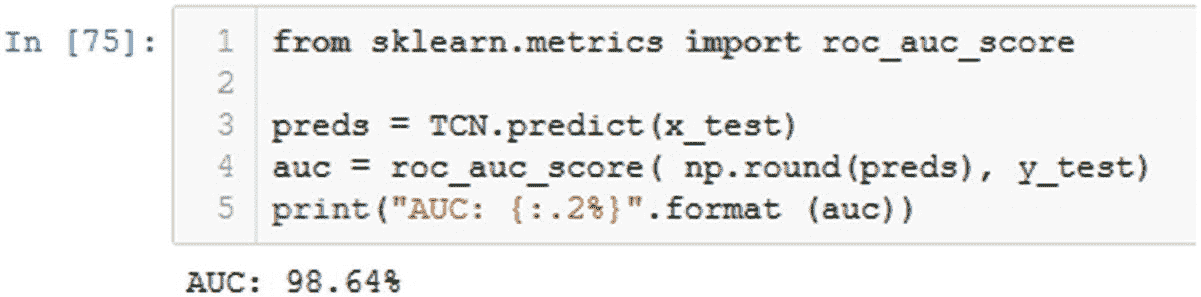 In [75]:
1 from sklearn.metrics import roc_auc_score
2
3 preds = TCN.predict(x_test)
4 auc = roc_auc_score( np.round(preds), y_test)
5 print("AUC: {:.2%}".format (auc))
AUC: 98.64%